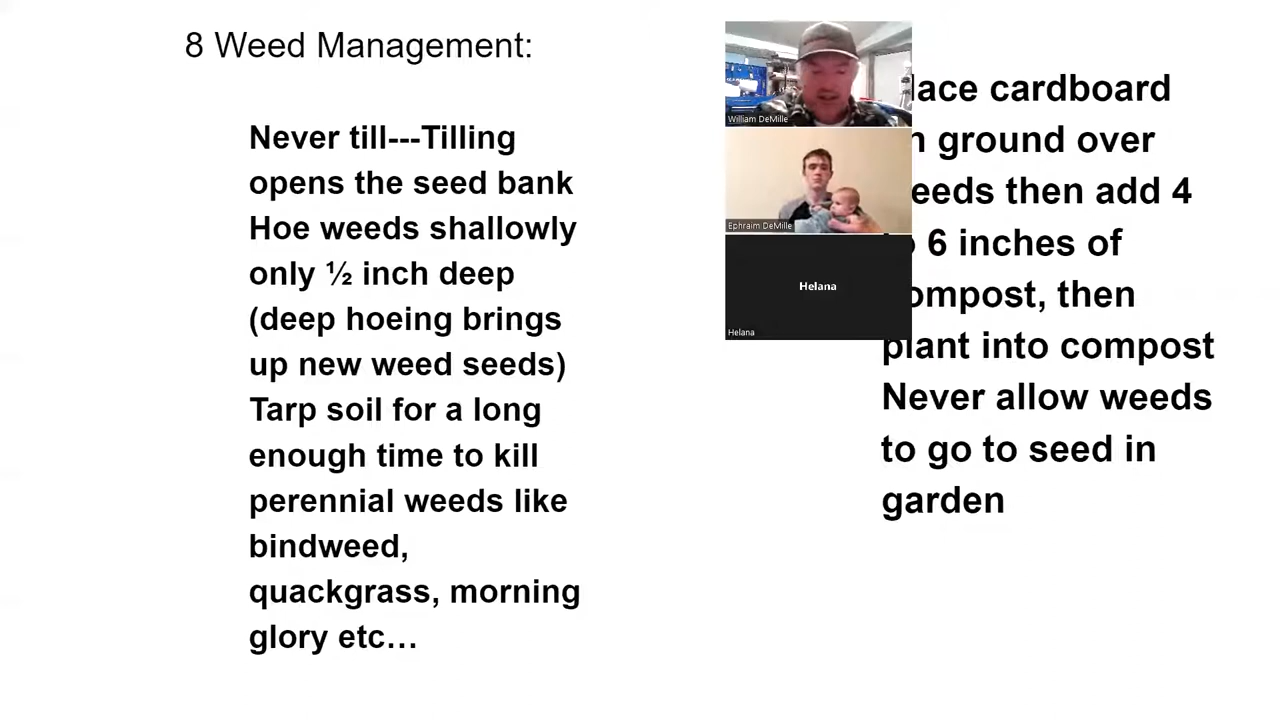 8 Weed Management:
Never till---Tilling
opens the seed bank
Hoe weeds shallowly
only ½ inch deep
(deep hoeing brings
up new weed seeds)
Tarp soil for a long
enough time to kill
perennial weeds like
bindweed,
quackgrass, morning
glory etc…
William DeMille
Ephraim DeMille
Helana
Helana
cardboard
ground over
then add 4
6 inches of
then
plant into compost
Never allow weeds
to go to seed in
garden